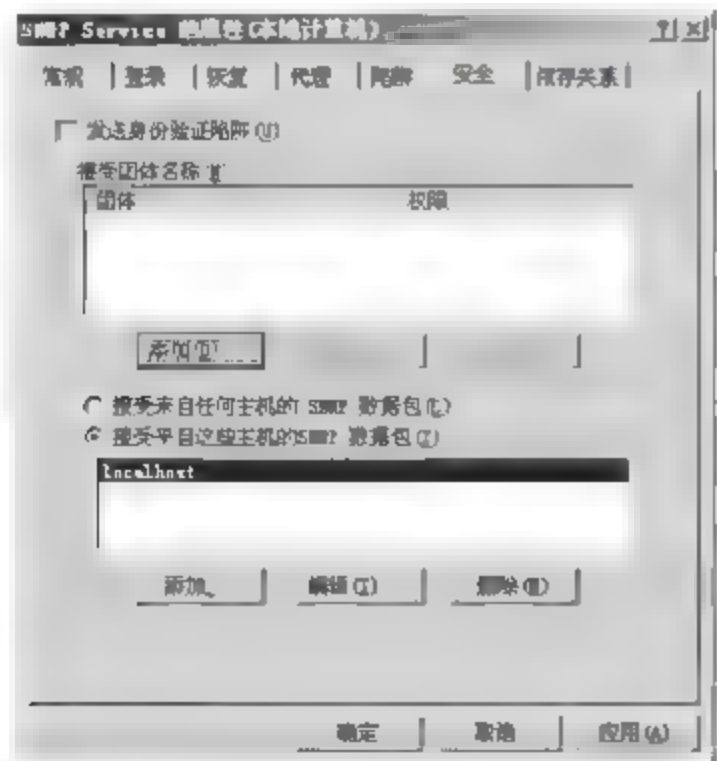 SNMP Service 的属性(本地计算机)
常规 登录 恢复 代理 陷阱 安全 依存关系
发送身份验证陷阱(U)
接受团体名称(N)
团体 权限
添加(D)...
接受来自任何主机的 SNMP 数据包(L)
接受来自这些主机的SNMP 数据包(T)
localhost
添加.
编辑(I)
删除(R)
确定 取消 应用(A)